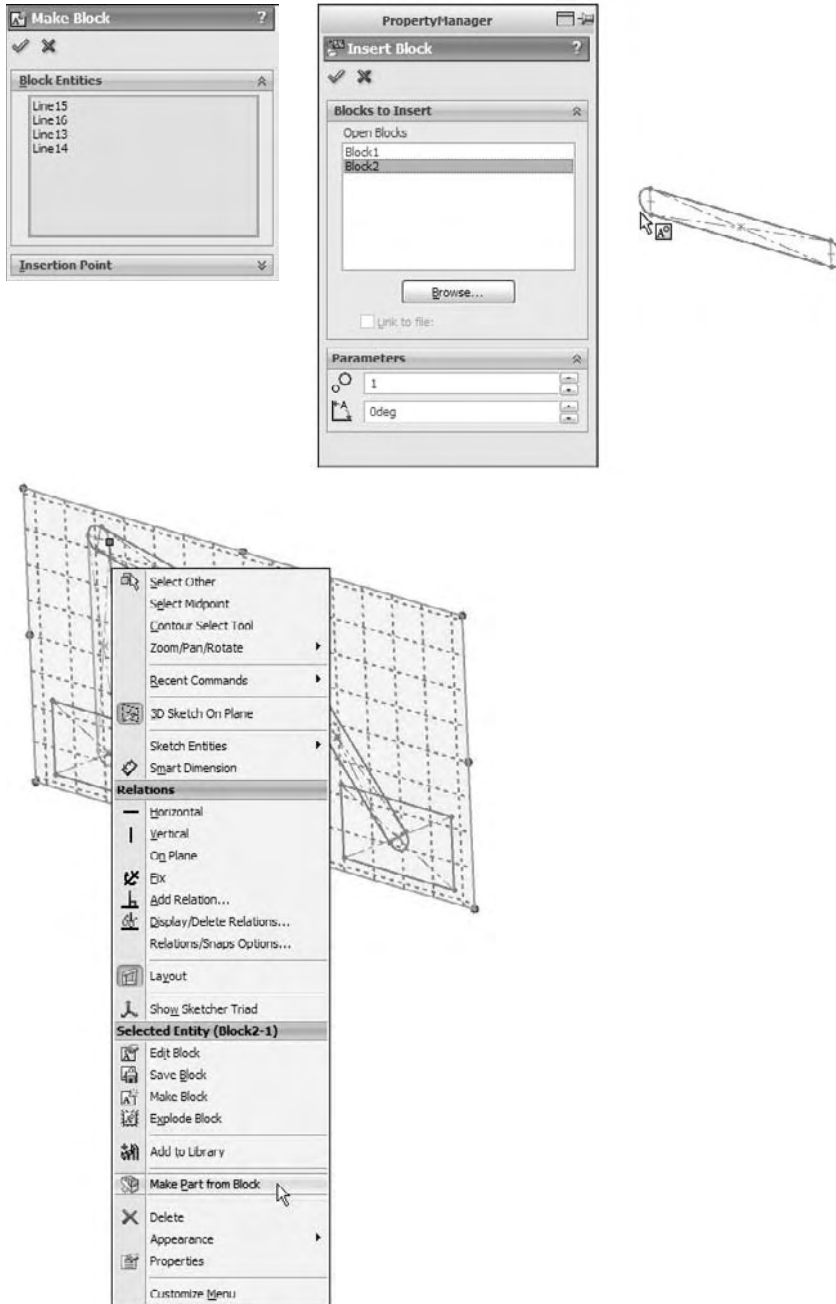 Make Block ?
Block Entities
Line15
Line16
Line13
Line14
Insertion Point
PropertyManager
Insert Block ?
Blocks to Insert
Open Blocks
Block1
Block2
Browse...
Link to file:
Parameters
1
0deg
Select Other
Select Midpoint
Contour Select Tool
Zoom/Pan/Rotate
Recent Commands
3D Sketch On Plane
Sketch Entities
Smart Dimension
Relations
Horizontal
Vertical
On Plane
Fix
Add Relation...
Display/Delete Relations...
Relations/Snaps Options...
Layout
Show Sketcher Triad
Selected Entity (Block2-1)
Edit Block
Save Block
Make Block
Explode Block
Add to Library
Make Part from Block
Delete
Appearance
Properties
Customize Menu